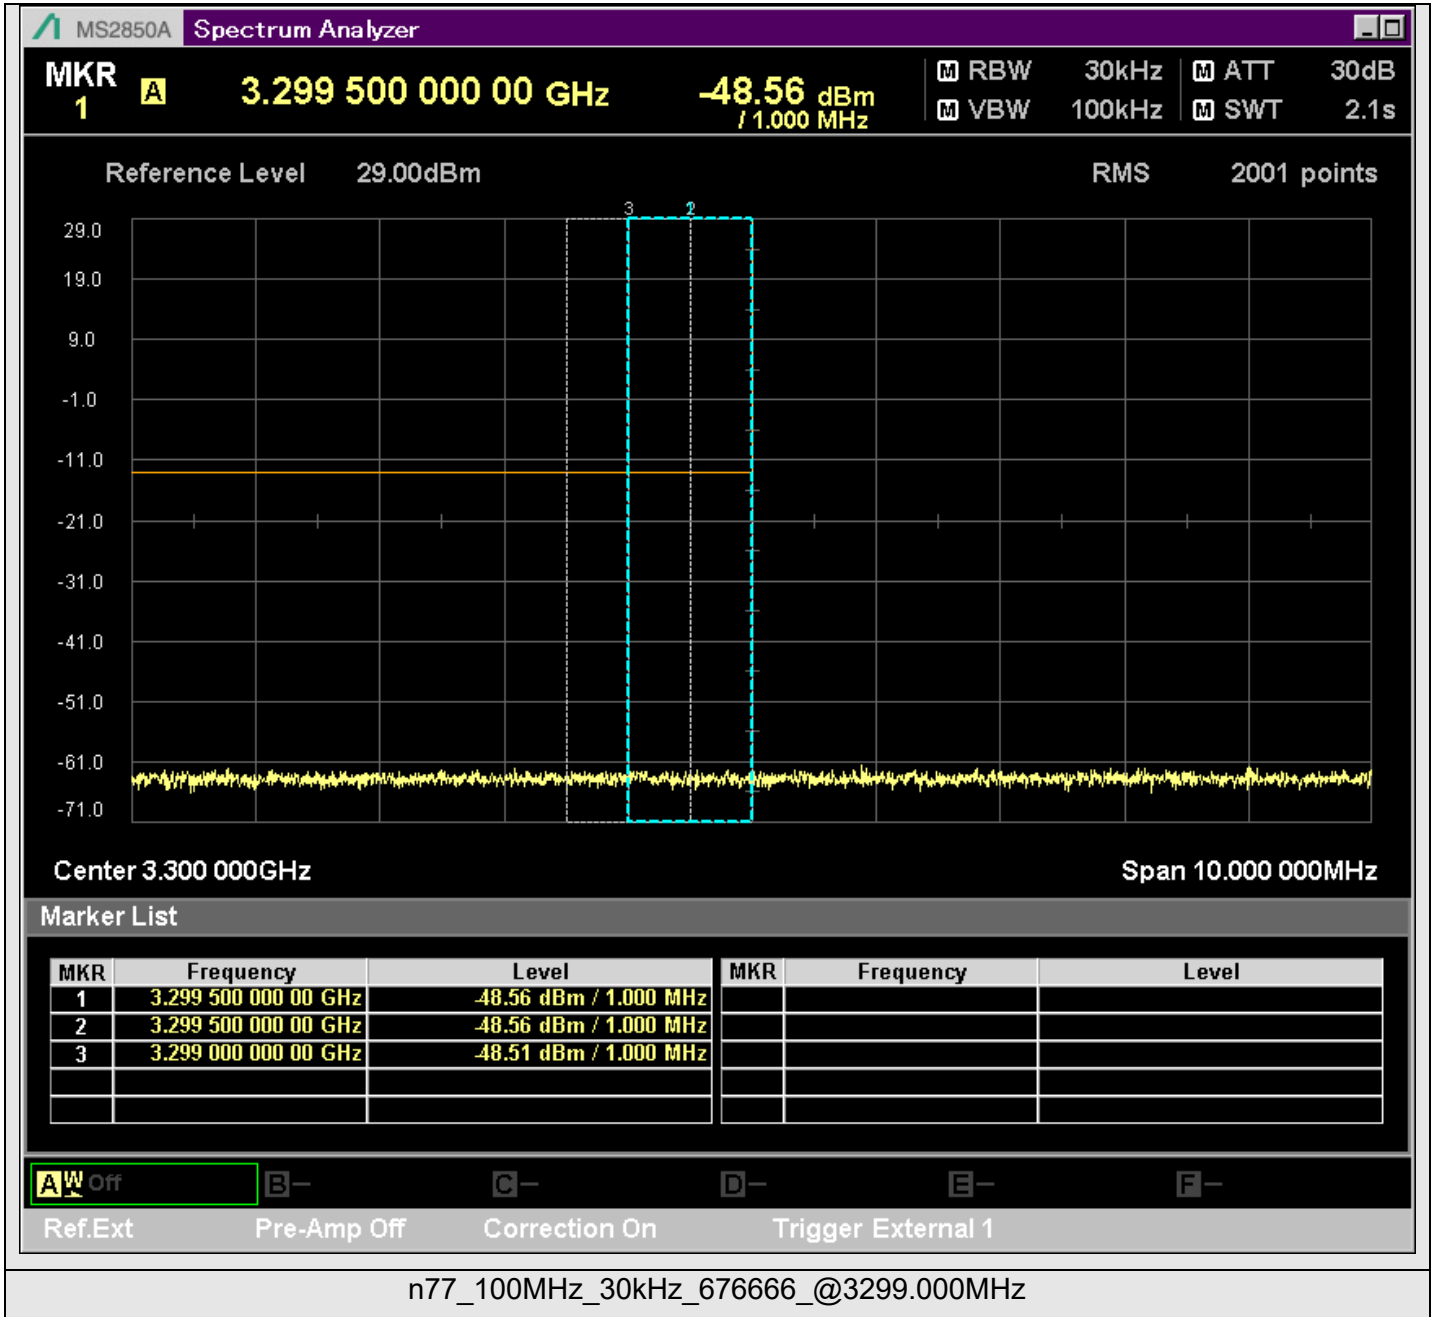 MS2850A Spectrum Analyzer
MKR 1 A 3.299 500 000 00 GHz -48.56 dBm / 1.000 MHz
M RBW 30kHz M ATT 30dB
M VBW 100kHz M SWT 2.1s
Reference Level 29.00dBm RMS 2001 points
3 2
29.0
19.0
9.0
-1.0
-11.0
-21.0
-31.0
-41.0
-51.0
-61.0
-71.0
Center 3.300 000GHz Span 10.000 000MHz
Marker List
MKR Frequency Level MKR Frequency Level
1 3.299 500 000 00 GHz -48.56 dBm / 1.000 MHz
2 3.299 500 000 00 GHz -48.56 dBm / 1.000 MHz
3 3.299 000 000 00 GHz -48.51 dBm / 1.000 MHz
A W Off B - C - D - E - F -
Ref.Ext Pre-Amp Off Correction On Trigger External 1
n77_100MHz_30kHz_676666_@3299.000MHz